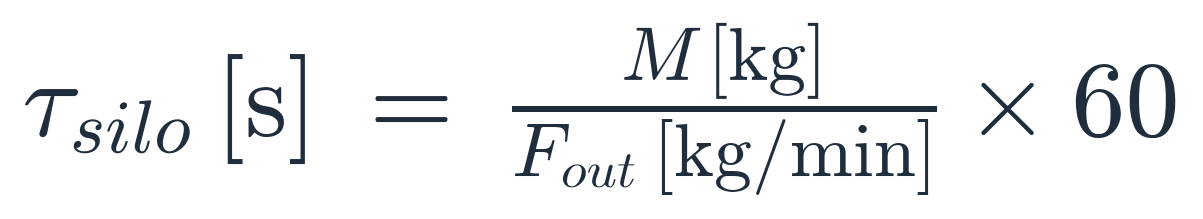 τ_silo [s] = M [kg] / F_out [kg/min] × 60